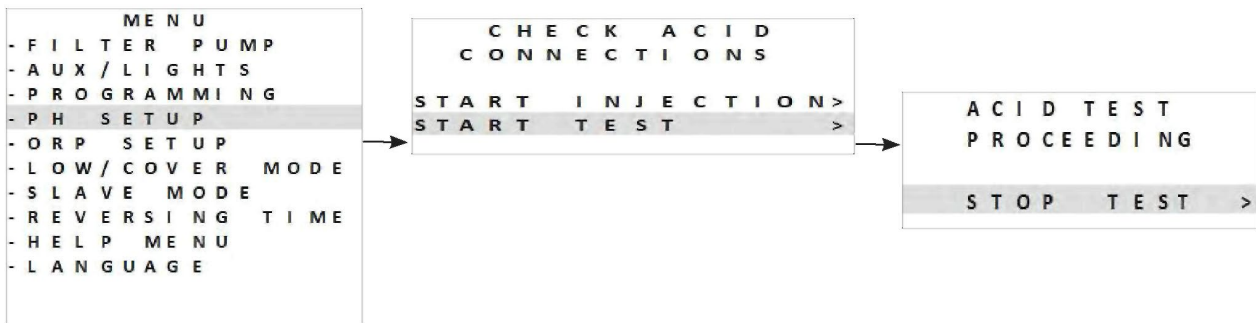 MENU
-FILTER PUMP
-AUX/LIGHTS
-PROGRAMMING
-PH SETUP
-ORP SETUP
-LOW/COVER MODE
-SLAVE MODE
-REVERSING TIME
-HELP MENU
-LANGUAGE
CHECK ACID
CONNECTIONS
START INJECTION>
START TEST >
ACID TEST
PROCEEDING
STOP TEST >